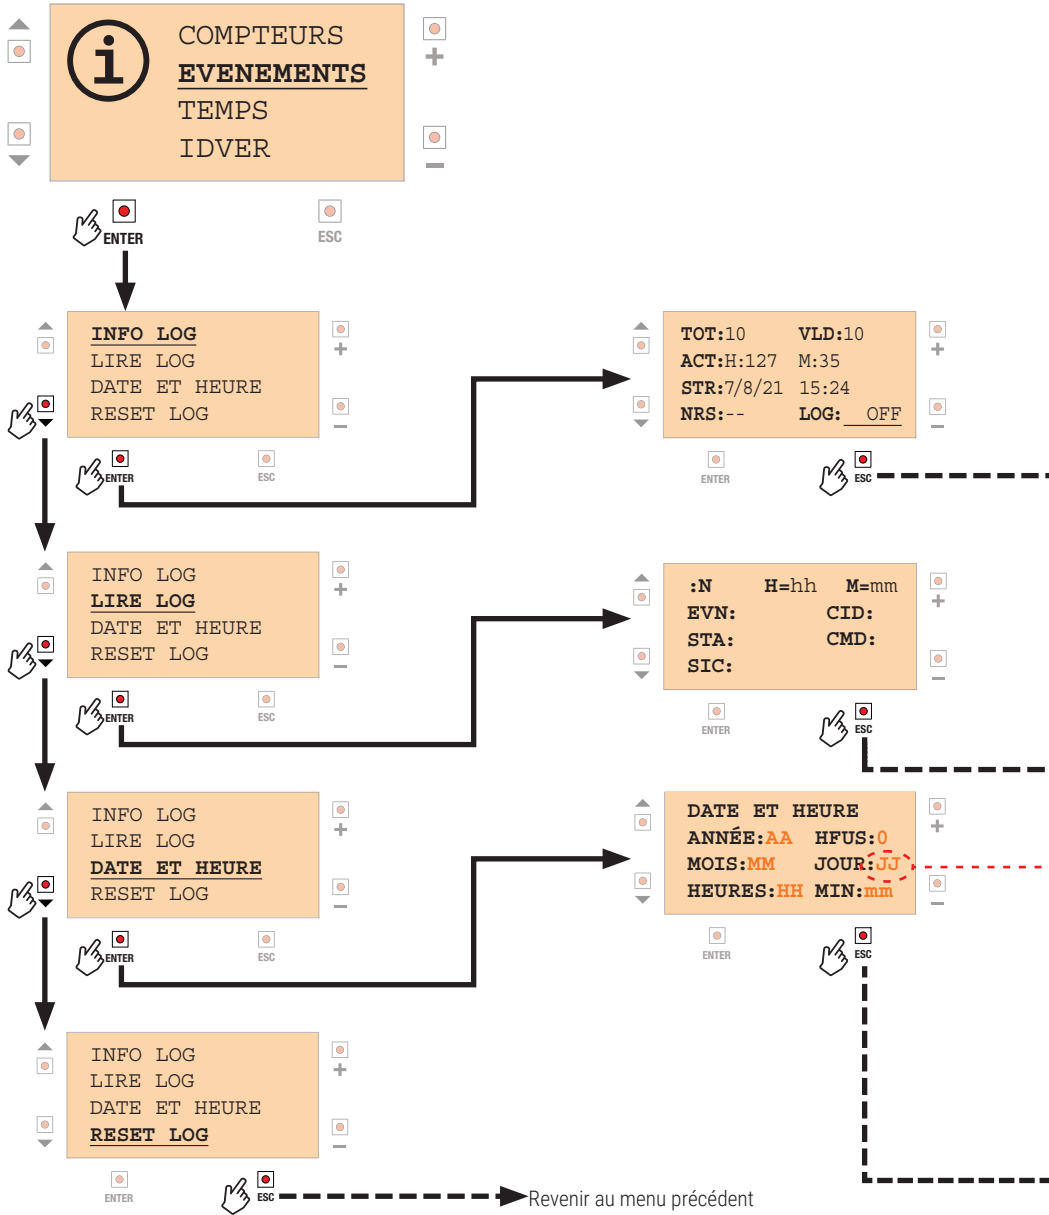 COMPTEURS
EVENEMENTS
TEMPS
IDVER
ENTER
ESC
INFO LOG
LIRE LOG
DATE ET HEURE
RESET LOG
ENTER
ESC
TOT:10 VLD:10
ACT:H:127 M:35
STR:7/8/21 15:24
NRS:-- LOG: OFF
ENTER
ESC
INFO LOG
LIRE LOG
DATE ET HEURE
RESET LOG
ENTER
ESC
:N H=hh M=mm
EVN: CID:
STA: CMD:
SIC:
ENTER
ESC
INFO LOG
LIRE LOG
DATE ET HEURE
RESET LOG
ENTER
ESC
DATE ET HEURE
ANNÉE:AA HFUS:0
MOIS:MM JOUR:JJ
HEURES:HH MIN:mm
ENTER
ESC
INFO LOG
LIRE LOG
DATE ET HEURE
RESET LOG
ENTER
ESC
Revenir au menu précédent